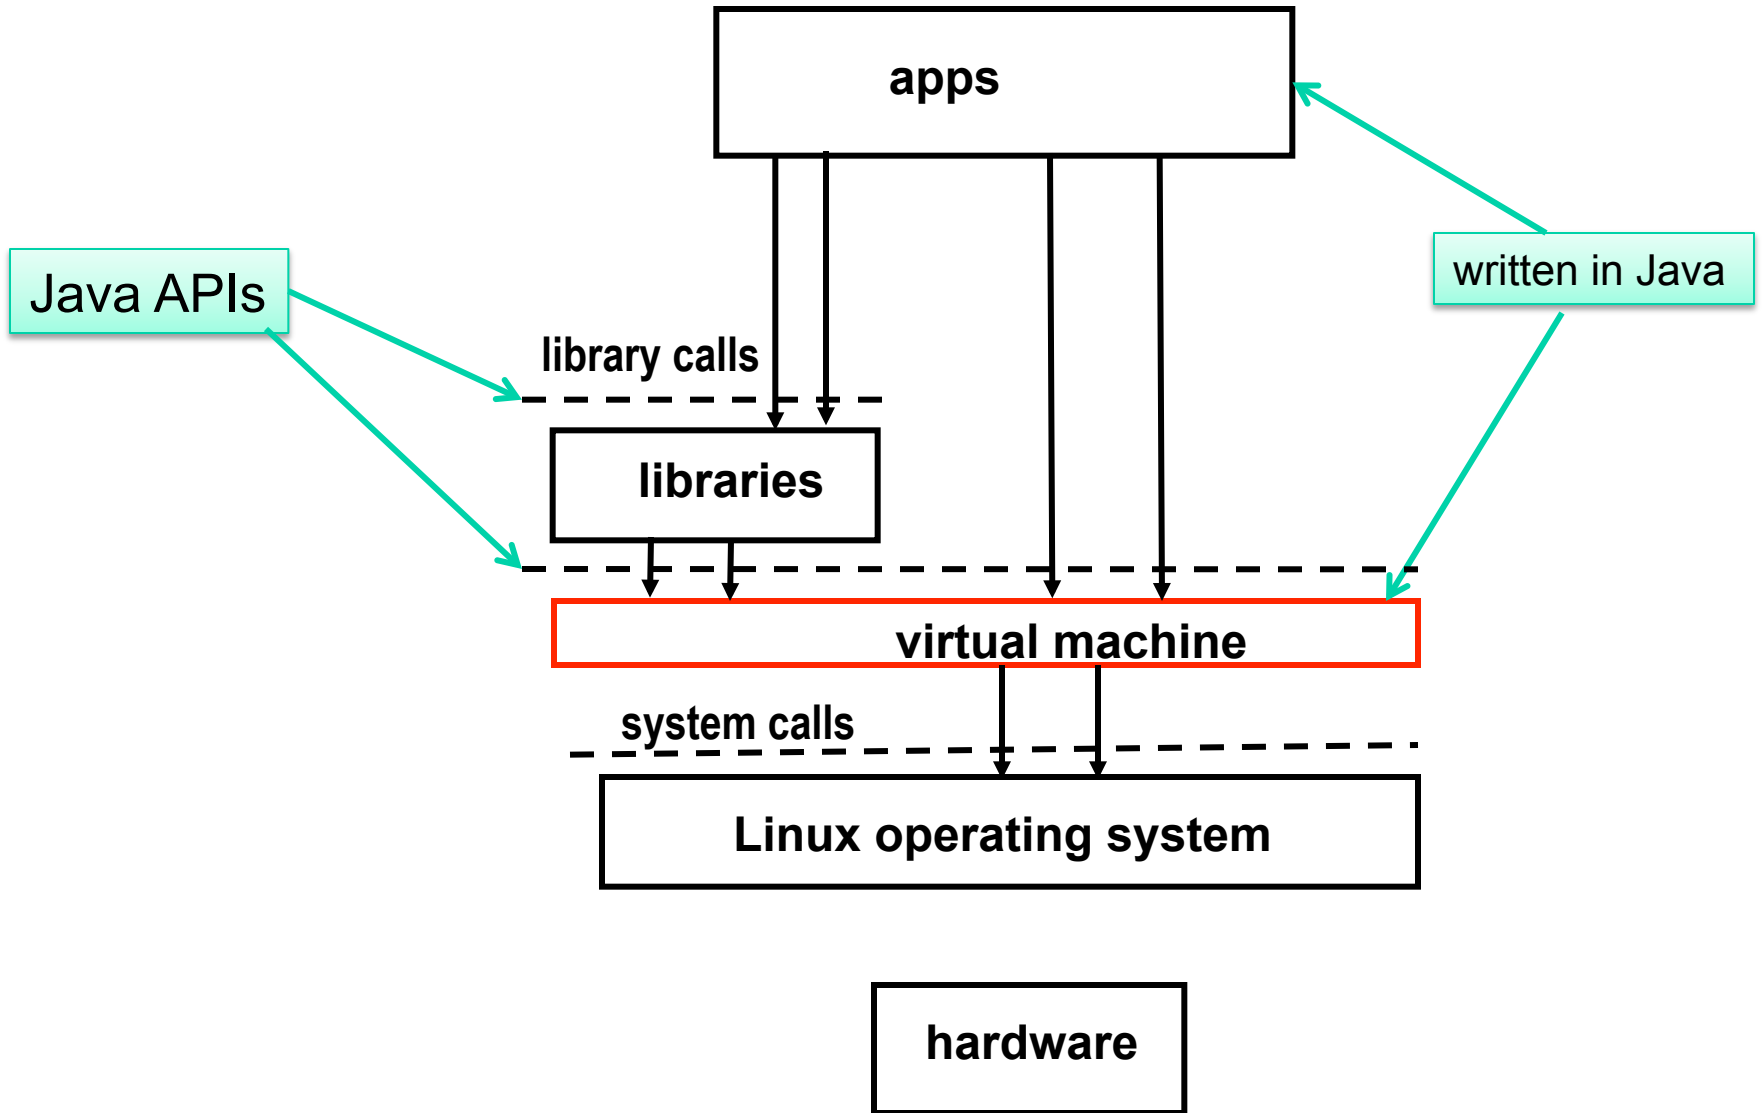 apps
written in Java
Java APIs
library calls
libraries
virtual machine
system calls
Linux operating system
hardware